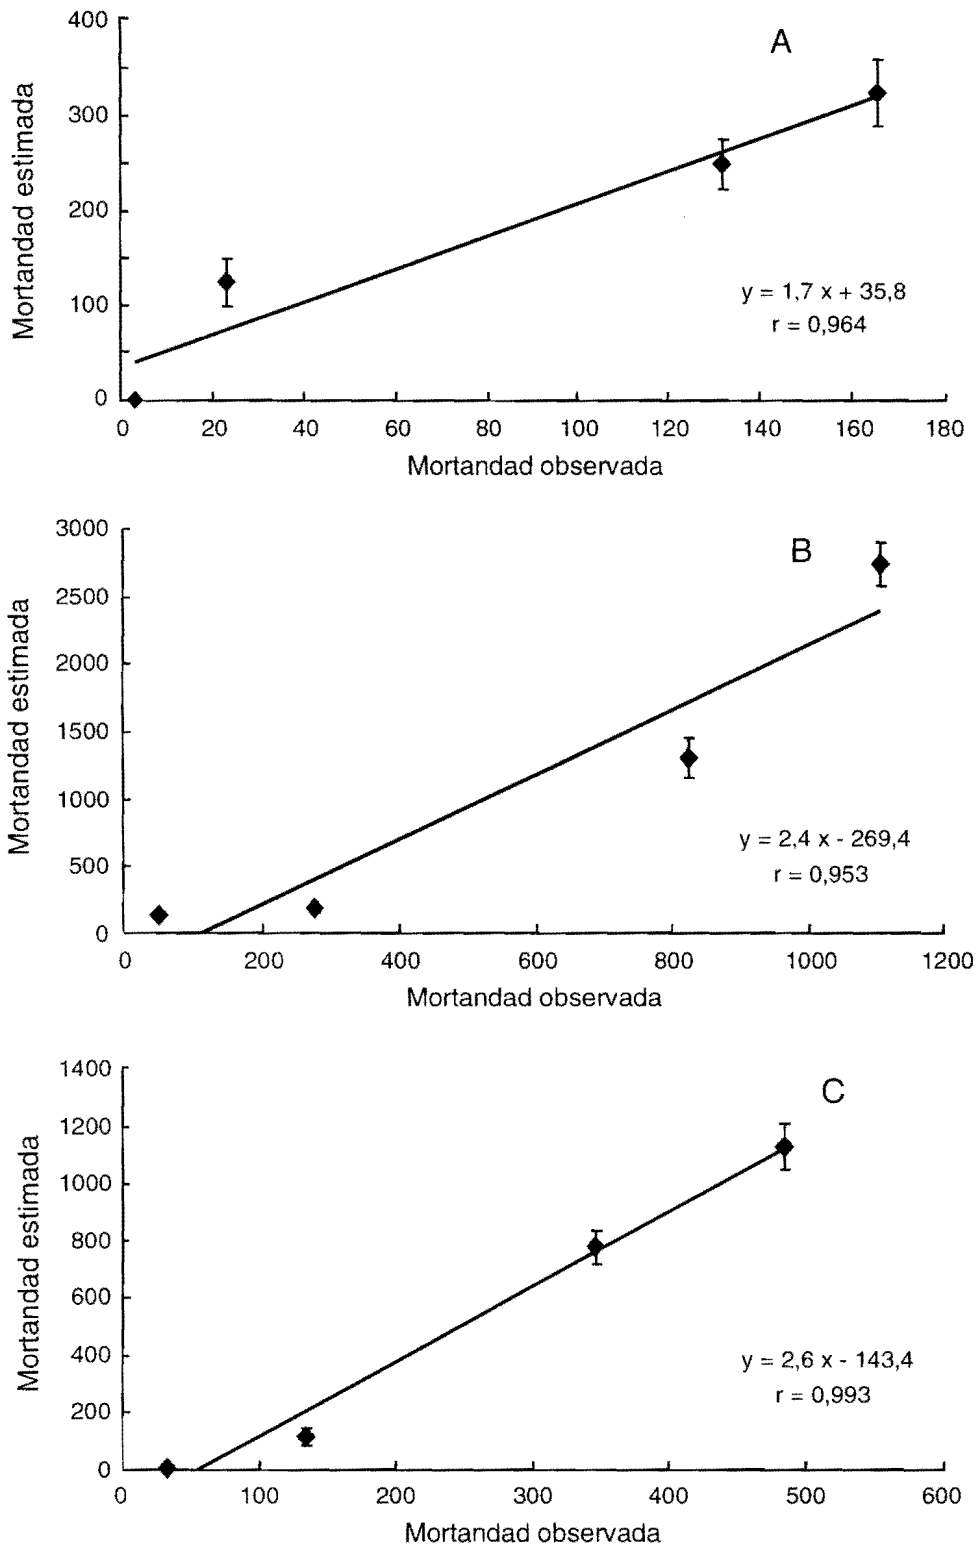 A
Mortandad estimada
400
300
200
100
0
y = 1,7 x + 35,8
r = 0,964
0 20 40 60 80 100 120 140 160 180
Mortandad observada
B
Mortandad estimada
3000
2500
2000
1500
1000
500
0
y = 2,4 x - 269,4
r = 0,953
0 200 400 600 800 1000 1200
Mortandad observada
C
Mortandad estimada
1400
1200
1000
800
600
400
200
0
y = 2,6 x - 143,4
r = 0,993
0 100 200 300 400 500 600
Mortandad observada